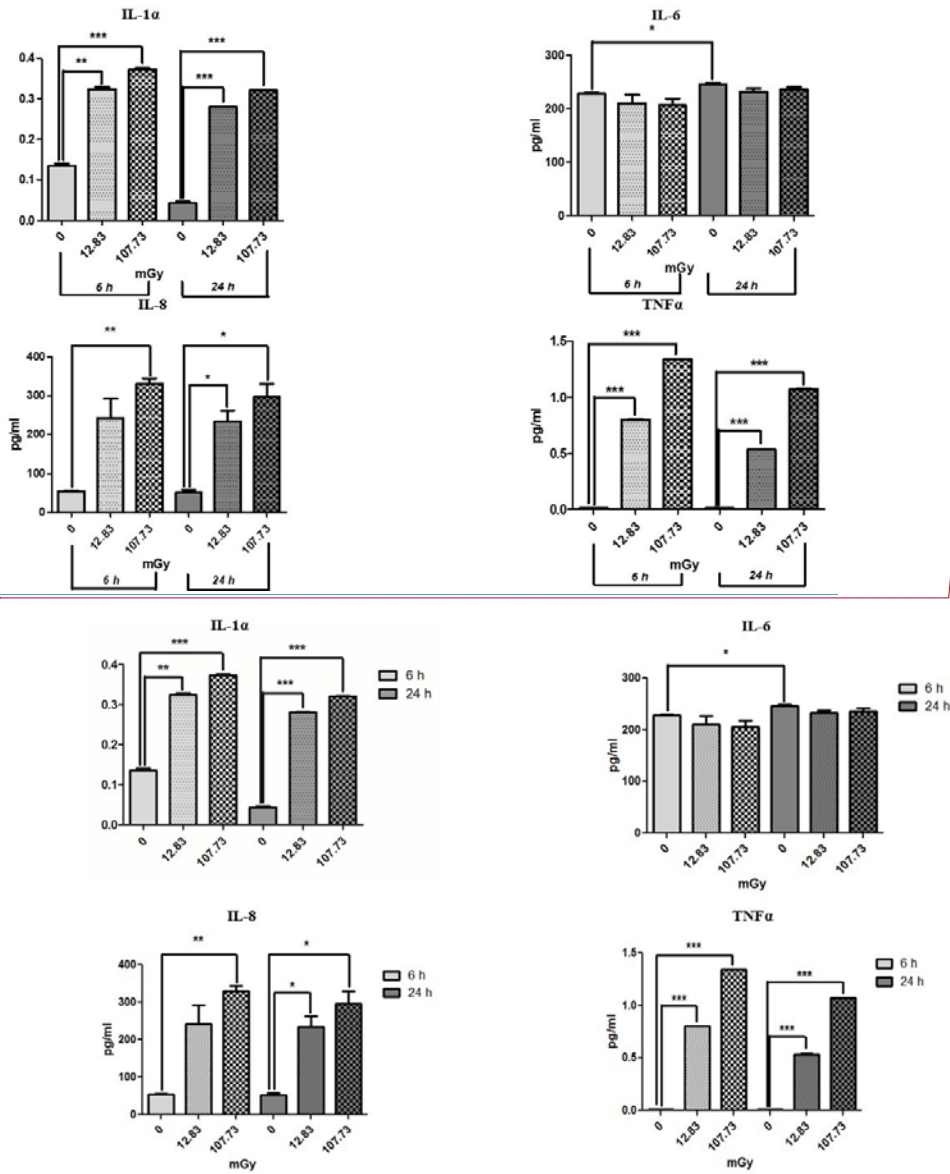 IL-1α
***
***
**
***
0.4
0.3
0.2
0.1
0.0
0
12.83
107.73
0
12.83
107.73
mGy
6 h
24 h
IL-6
*
300
200
100
0
pg/ml
0
12.83
107.73
0
12.83
107.73
mGy
6 h
24 h
IL-8
**
*
*
400
300
200
100
0
pg/ml
0
12.83
107.73
0
12.83
107.73
mGy
6 h
24 h
TNFα
***
***
***
***
1.5
1.0
0.5
0.0
pg/ml
0
12.83
107.73
0
12.83
107.73
mGy
6 h
24 h
IL-1α
***
***
**
***
0.4
0.3
0.2
0.1
0.0
0
12.83
107.73
0
12.83
107.73
mGy
6 h
24 h
IL-6
*
300
200
100
0
pg/ml
0
12.83
107.73
0
12.83
107.73
mGy
6 h
24 h
IL-8
**
*
*
400
300
200
100
0
pg/ml
0
12.83
107.73
0
12.83
107.73
mGy
6 h
24 h
TNFα
***
***
***
***
1.5
1.0
0.5
0.0
pg/ml
0
12.83
107.73
0
12.83
107.73
mGy
6 h
24 h